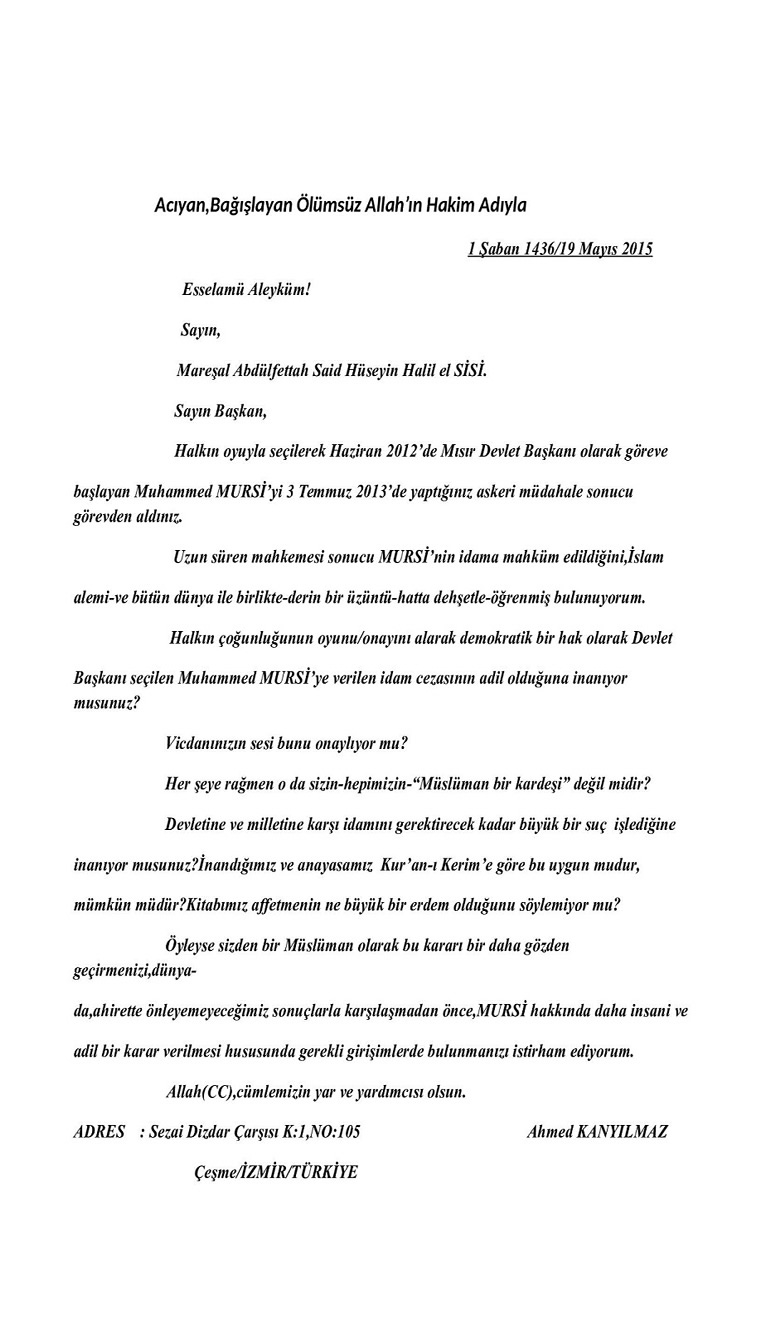 Acıyan,Bağışlayan Ölümsüz Allah’ın Hakim Adıyla
1 Şaban 1436/19 Mayıs 2015
Esselamü Aleyküm!
Sayın,
Mareşal Abdülfettah Said Hüseyin Halil el SİSİ.
Sayın Başkan,
Halkın oyuyla seçilerek Haziran 2012’de Mısır Devlet Başkanı olarak göreve
başlayan Muhammed MURSİ’yi 3 Temmuz 2013’de yaptığınız askeri müdahale sonucu
görevden aldınız.
Uzun süren mahkemesi sonucu MURSİ’nin idama mahküm edildiğini,İslam
alemi-ve bütün dünya ile birlikte-derin bir üzüntü-hatta dehşetle-öğrenmiş bulunuyorum.
Halkın çoğunluğunun oyunu/onayını alarak demokratik bir hak olarak Devlet
Başkanı seçilen Muhammed MURSİ’ye verilen idam cezasının adil olduğuna inanıyor
musunuz?
Vicdanınızın sesi bunu onaylıyor mu?
Her şeye rağmen o da sizin-hepimizin-“Müslüman bir kardeşi” değil midir?
Devletine ve milletine karşı idamını gerektirecek kadar büyük bir suç  işlediğine
inanıyor musunuz?İnandığımız ve anayasamız  Kur’an-ı Kerim’e göre bu uygun mudur,
mümkün müdür?Kitabımız affetmenin ne büyük bir erdem olduğunu söylemiyor mu?
Öyleyse sizden bir Müslüman olarak bu kararı bir daha gözden
geçirmenizi,dünya-
da,ahirette önleyemeyeceğimiz sonuçlarla karşılaşmadan önce,MURSİ hakkında daha insani ve
adil bir karar verilmesi hususunda gerekli girişimlerde bulunmanızı istirham ediyorum.
Allah(CC),cümlemizin yar ve yardımcısı olsun.
ADRES : Sezai Dizdar Çarşısı K:1,NO:105 Ahmed KANYILMAZ
Çeşme/İZMİR/TÜRKİYE